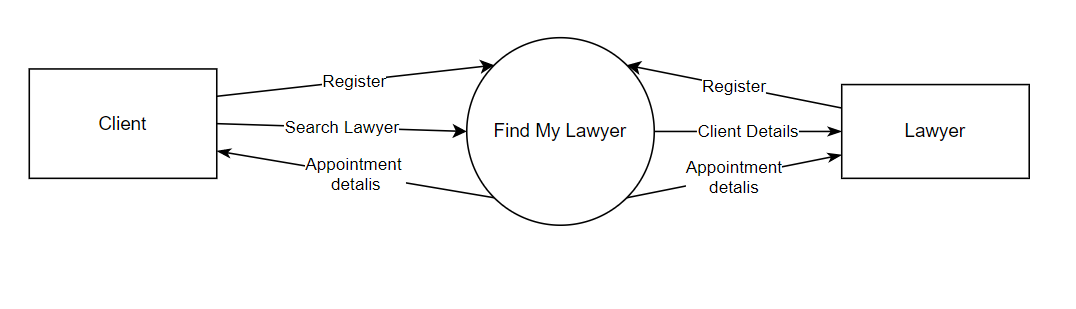 Client
Register
Search Lawyer
Appointment
detalis
Find My Lawyer
Register
Client Details
Appointment
detalis
Lawyer